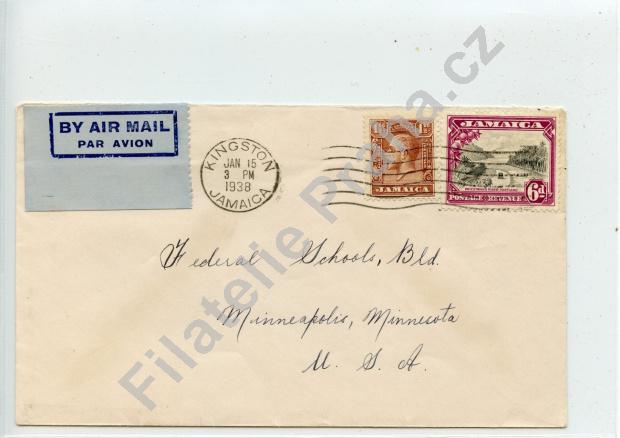 BY AIR MAIL
PAR AVION
KINGSTON
JAN 15
3 PM
1938
JAMAICA
JAMAICA
JAMAICA
6d
POSTAGE REVENUE
Federal Schools, Bld.
Minneapolis, Minnesota
U. S. A.
Filatelie Praha.cz